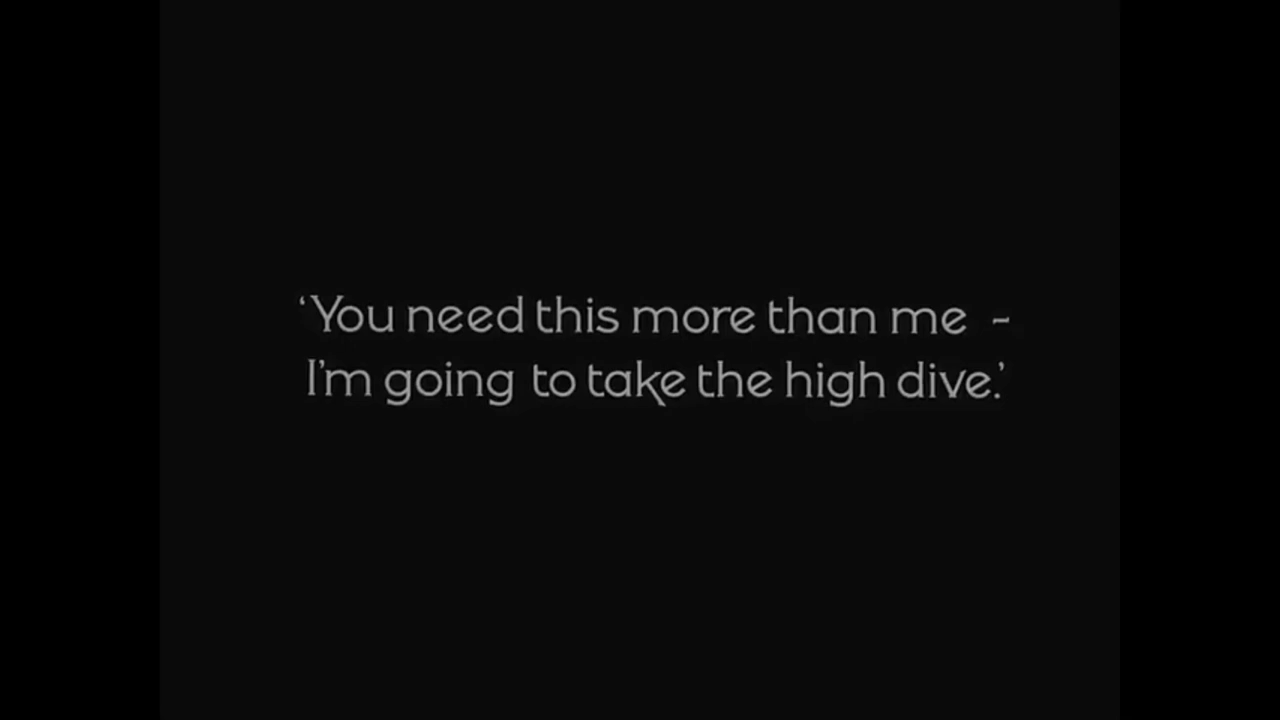 ‘You need this more than me -
I’m going to take the high dive.’